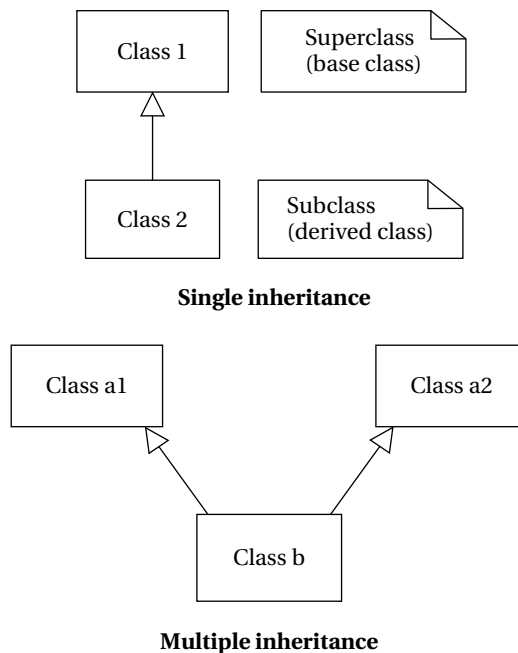 Class 1
Superclass
(base class)
Class 2
Subclass
(derived class)
Single inheritance
Class a1
Class a2
Class b
Multiple inheritance